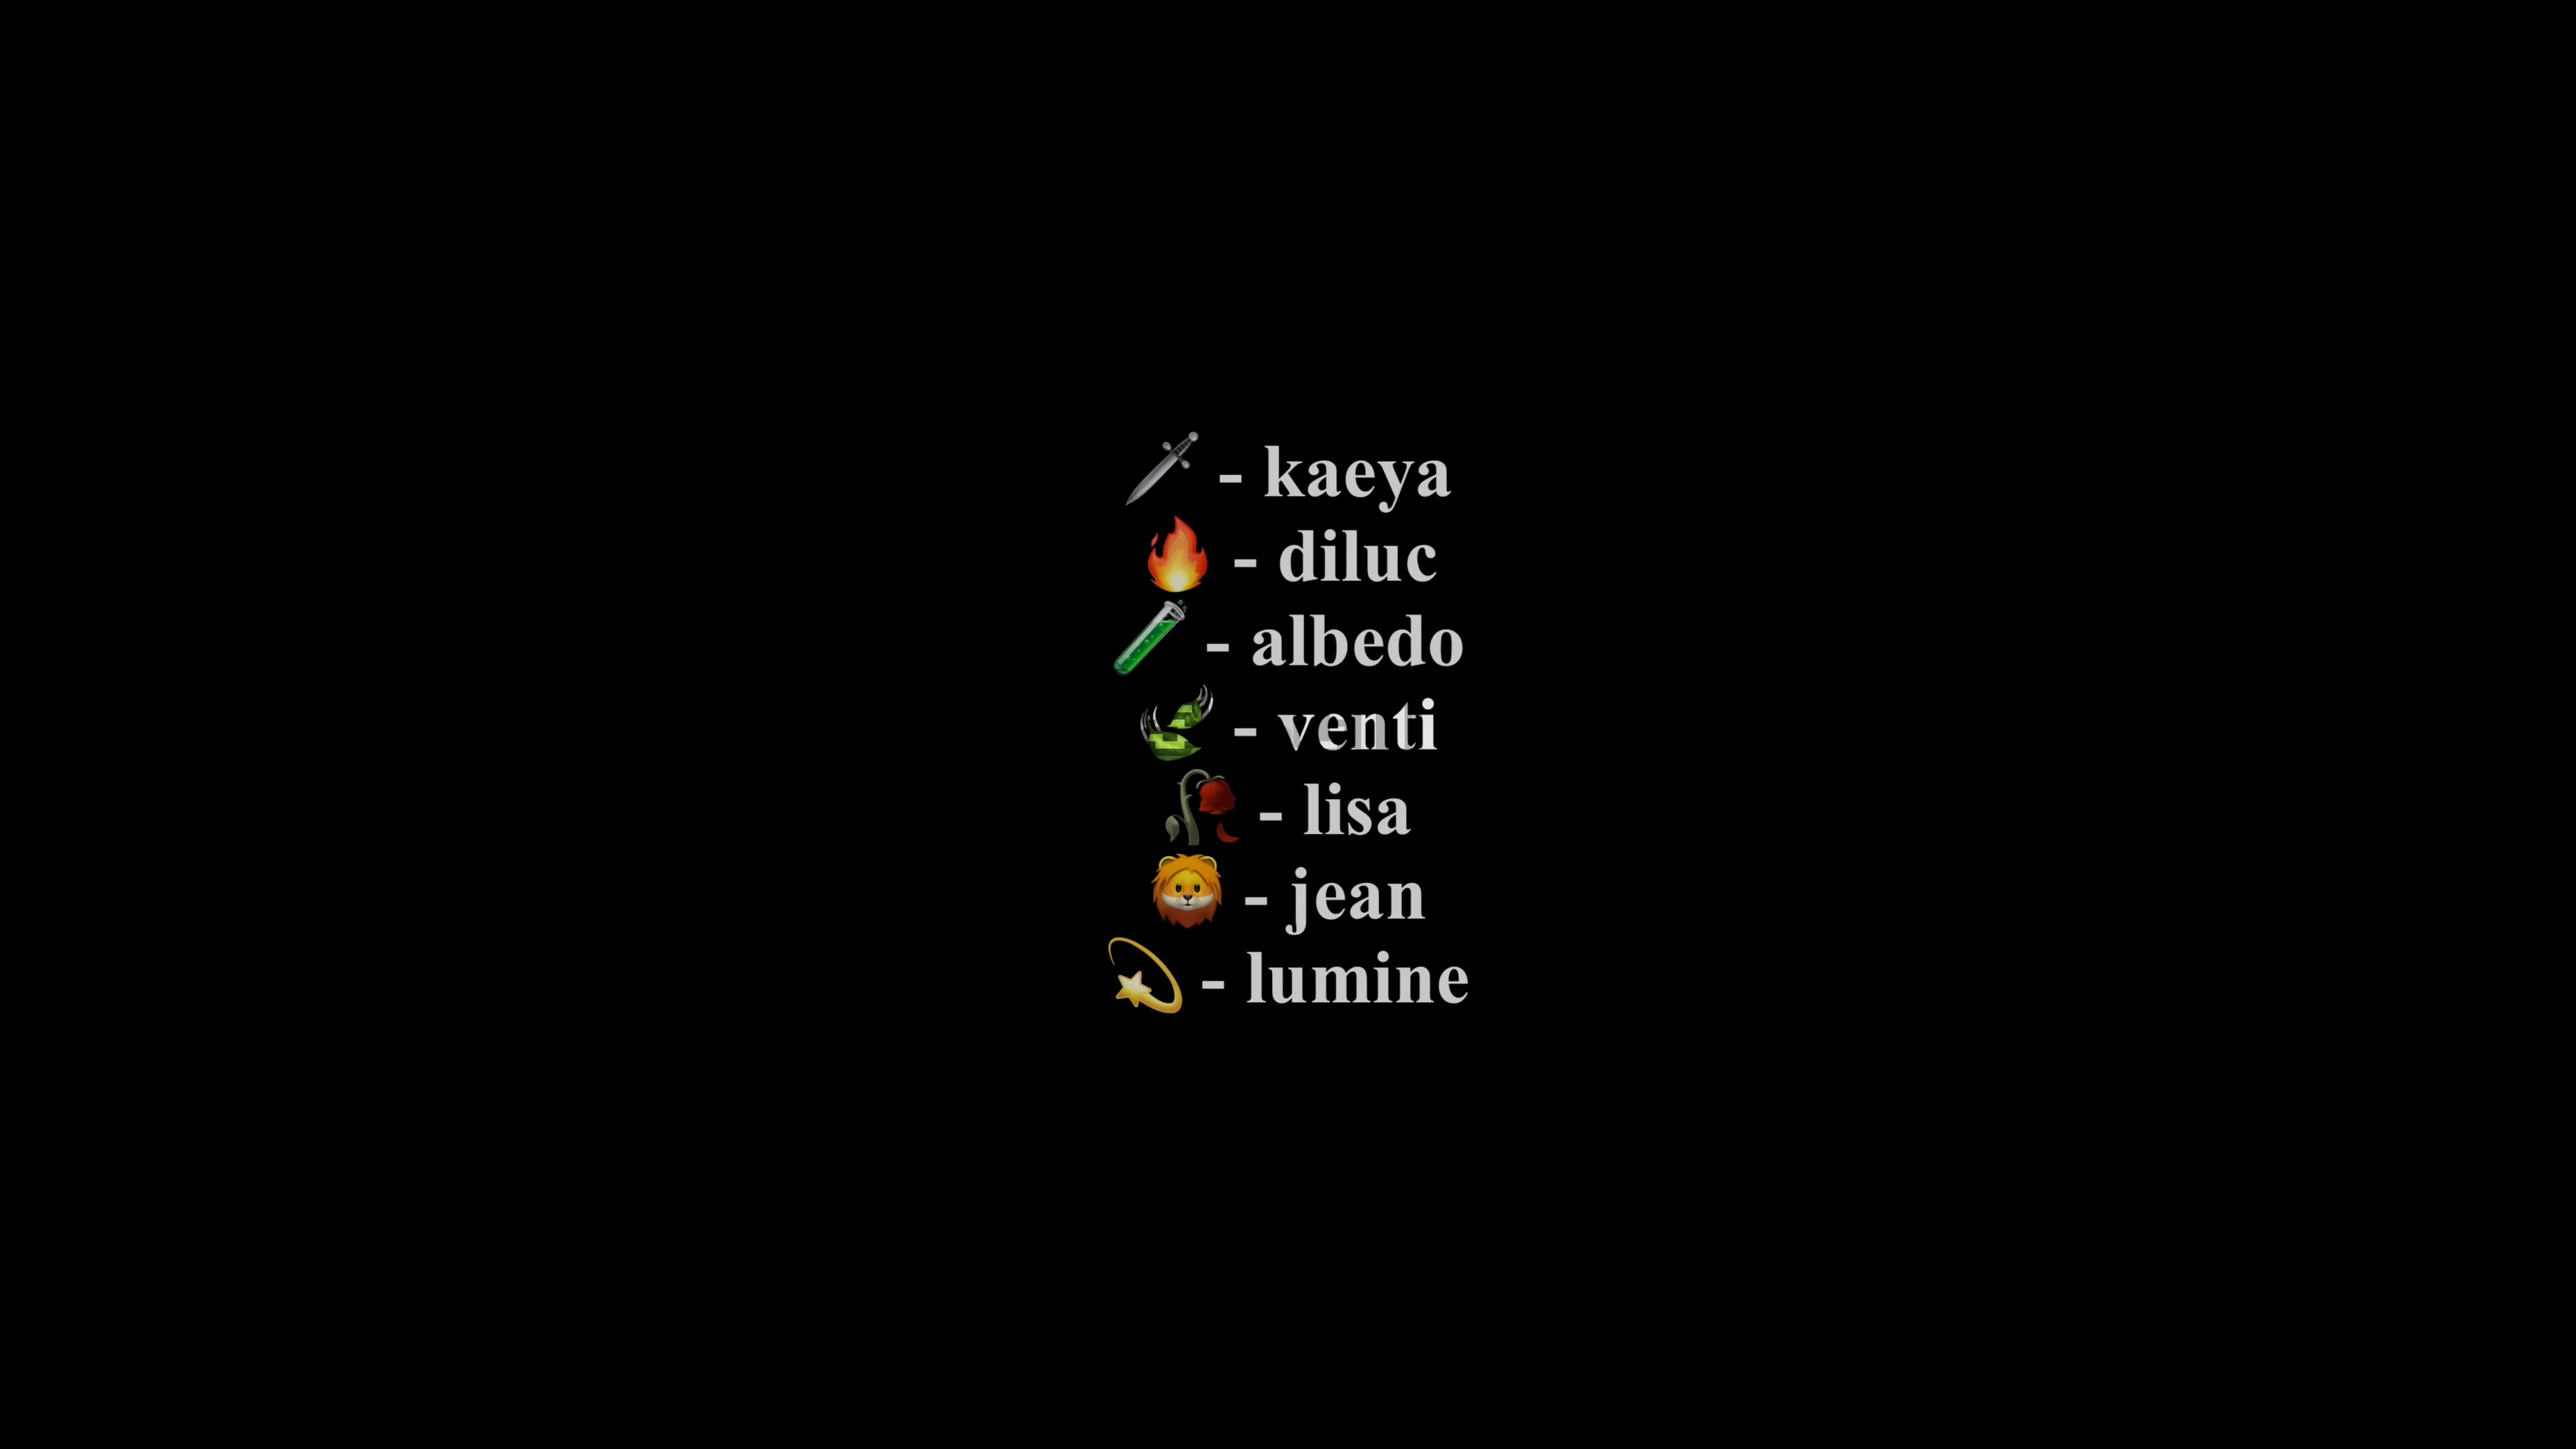 🗡️ - kaeya
🔥 - diluc
🧪 - albedo
🍃 - venti
🥀 - lisa
🦁 - jean
💫 - lumine